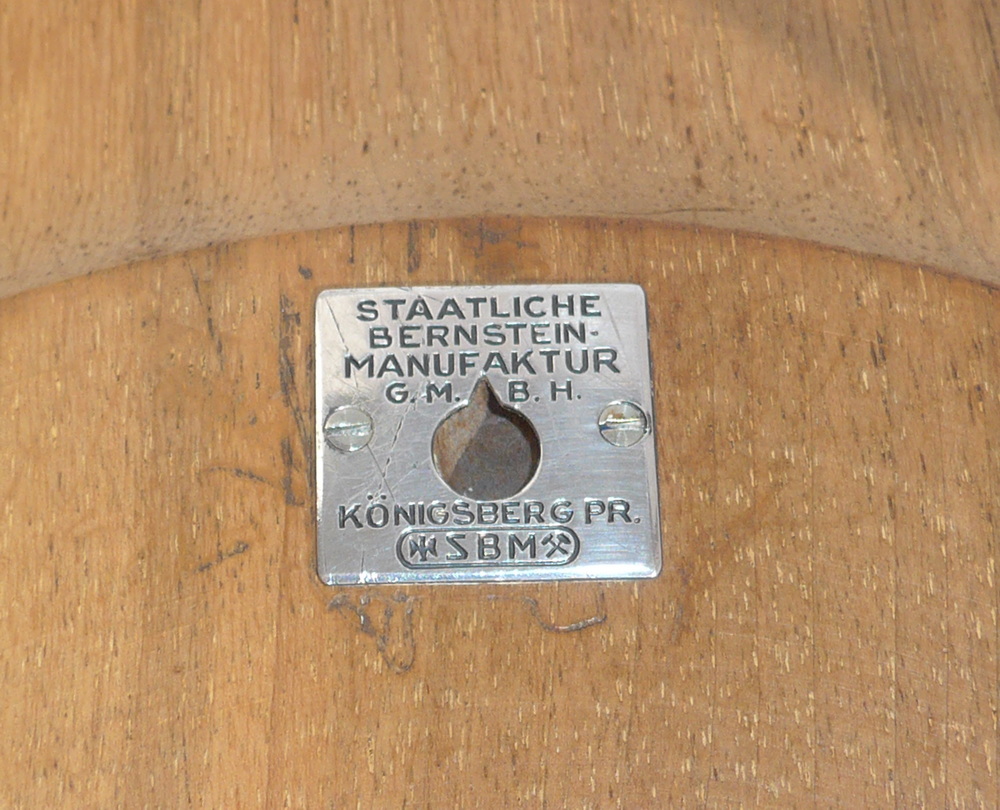 STAATLICHE
BERNSTEIN-
MANUFAKTUR
G. M. B. H.
KÖNIGSBERG PR.
SBM